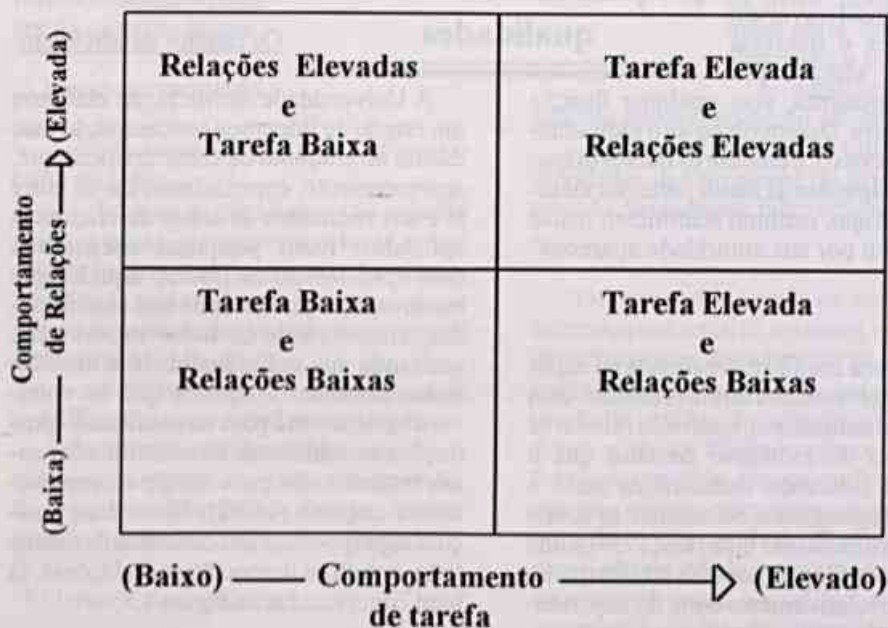 qualidades
Relações Elevadas
e
Tarefa Baixa
Tarefa Elevada
e
Relações Elevadas
Tarefa Baixa
e
Relações Baixas
Tarefa Elevada
e
Relações Baixas
Comportamento
de Relações
(Baixa)
(Elevada)
(Baixo) Comportamento (Elevado)
de tarefa